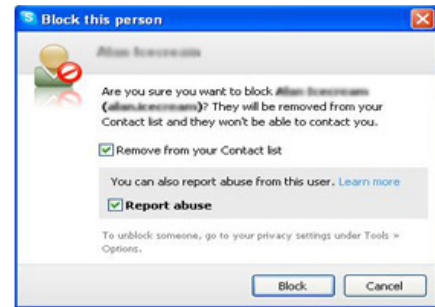 Block this person
Are you sure you want to block
They will be removed from your
Contact list and they won't be able to contact you.
Remove from your Contact list
You can also report abuse from this user. Learn more
Report abuse
To unblock someone, go to your privacy settings under Tools >
Options.
Block Cancel